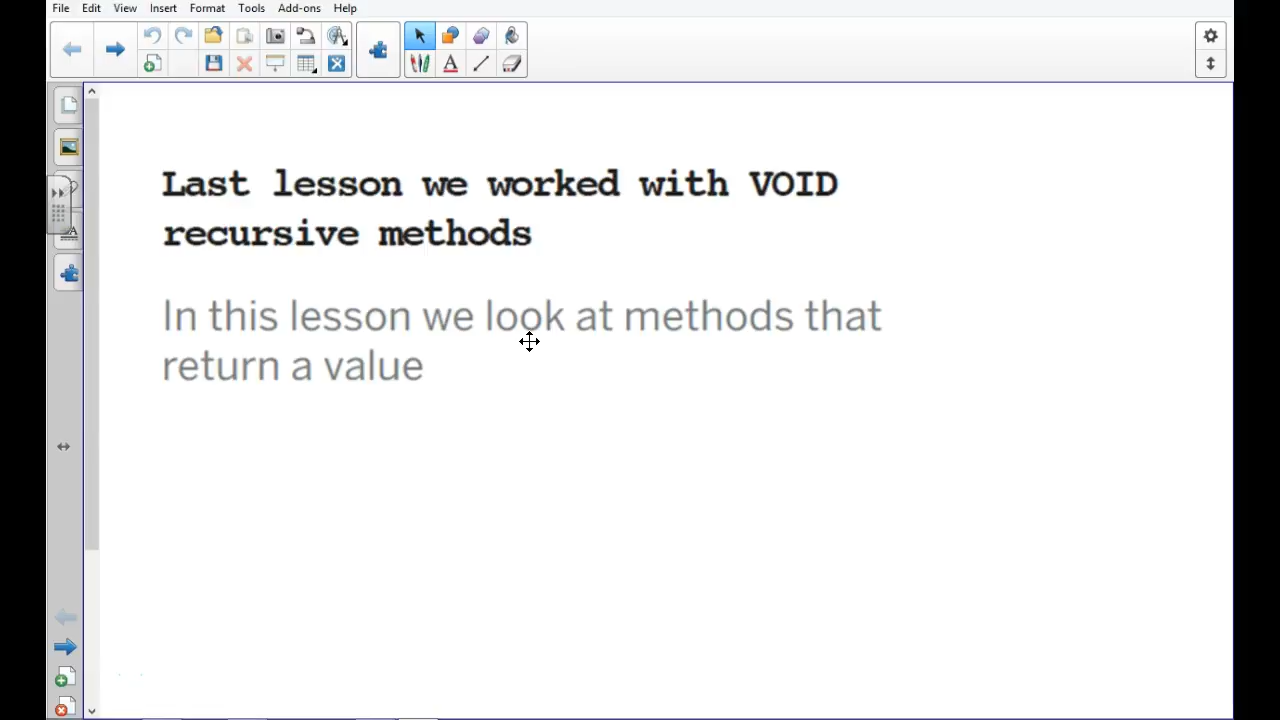 File Edit View Insert Format Tools Add-ons Help
Last lesson we worked with VOID
recursive methods
In this lesson we look at methods that
return a value